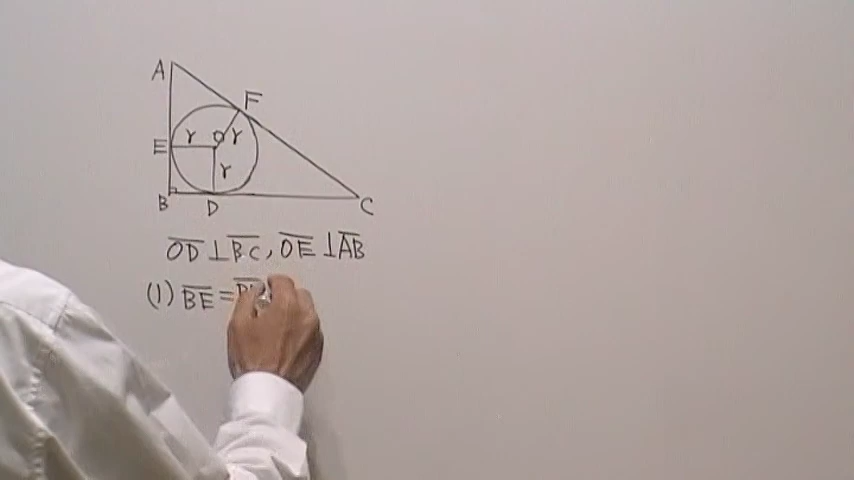 A
F
E r O r
r
B D C
OD⊥BC, OE⊥AB
(1) BE=